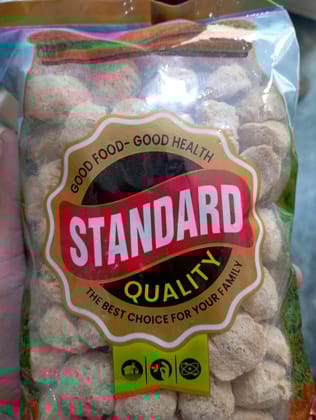 GOOD FOOD- GOOD HEALTH
STANDARD
QUALITY
THE BEST CHOICE FOR YOUR FAMILY